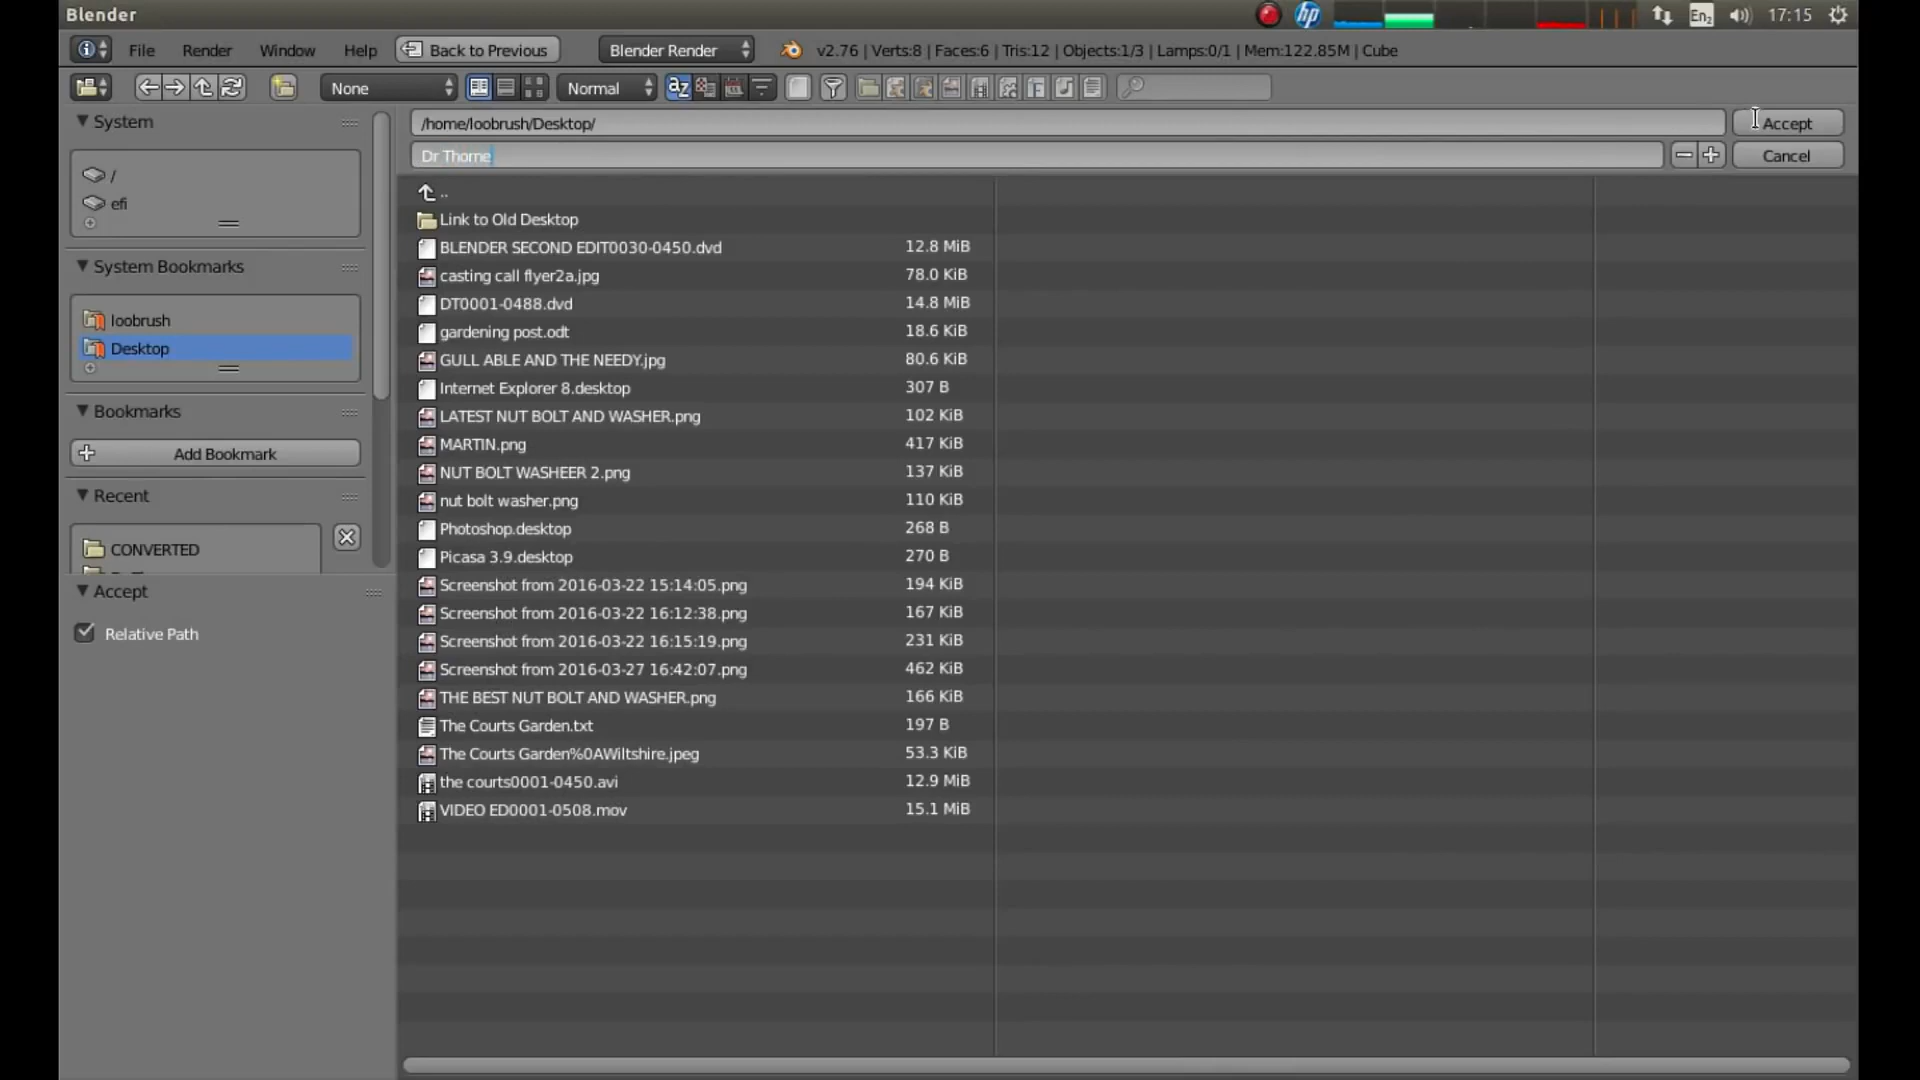 Blender
hp En2 17:15
File Render Window Help Back to Previous Blender Render v2.76 | Verts:8 | Faces:6 | Tris:12 | Objects:1/3 | Lamps:0/1 | Mem:122.85M | Cube
None Normal
System
/
efi
System Bookmarks
loobrush
Desktop
Bookmarks
Add Bookmark
Recent
CONVERTED
Accept
Relative Path
/home/loobrush/Desktop/ Accept
Dr Thorne Cancel
..
Link to Old Desktop
BLENDER SECOND EDIT0030-0450.dvd 12.8 MiB
casting call flyer2a.jpg 78.0 KiB
DT0001-0488.dvd 14.8 MiB
gardening post.odt 18.6 KiB
GULL ABLE AND THE NEEDY.jpg 80.6 KiB
Internet Explorer 8.desktop 307 B
LATEST NUT BOLT AND WASHER.png 102 KiB
MARTIN.png 417 KiB
NUT BOLT WASHEER 2.png 137 KiB
nut bolt washer.png 110 KiB
Photoshop.desktop 268 B
Picasa 3.9.desktop 270 B
Screenshot from 2016-03-22 15:14:05.png 194 KiB
Screenshot from 2016-03-22 16:12:38.png 167 KiB
Screenshot from 2016-03-22 16:15:19.png 231 KiB
Screenshot from 2016-03-27 16:42:07.png 462 KiB
THE BEST NUT BOLT AND WASHER.png 166 KiB
The Courts Garden.txt 197 B
The Courts Garden%0AWiltshire.jpeg 53.3 KiB
the courts0001-0450.avi 12.9 MiB
VIDEO ED0001-0508.mov 15.1 MiB